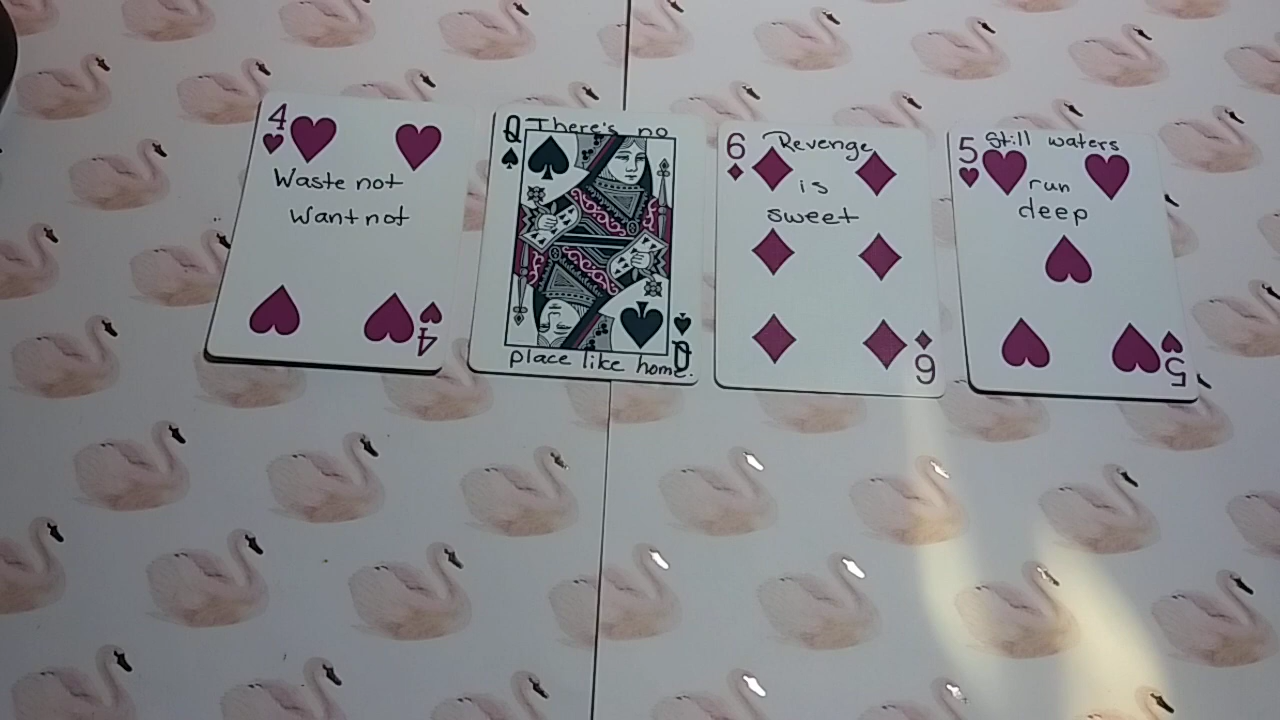 4
Waste not
Want not
4
Q There's no
place like home.
Q
6 Revenge
is
sweet
6
5 Still waters
run
deep
5